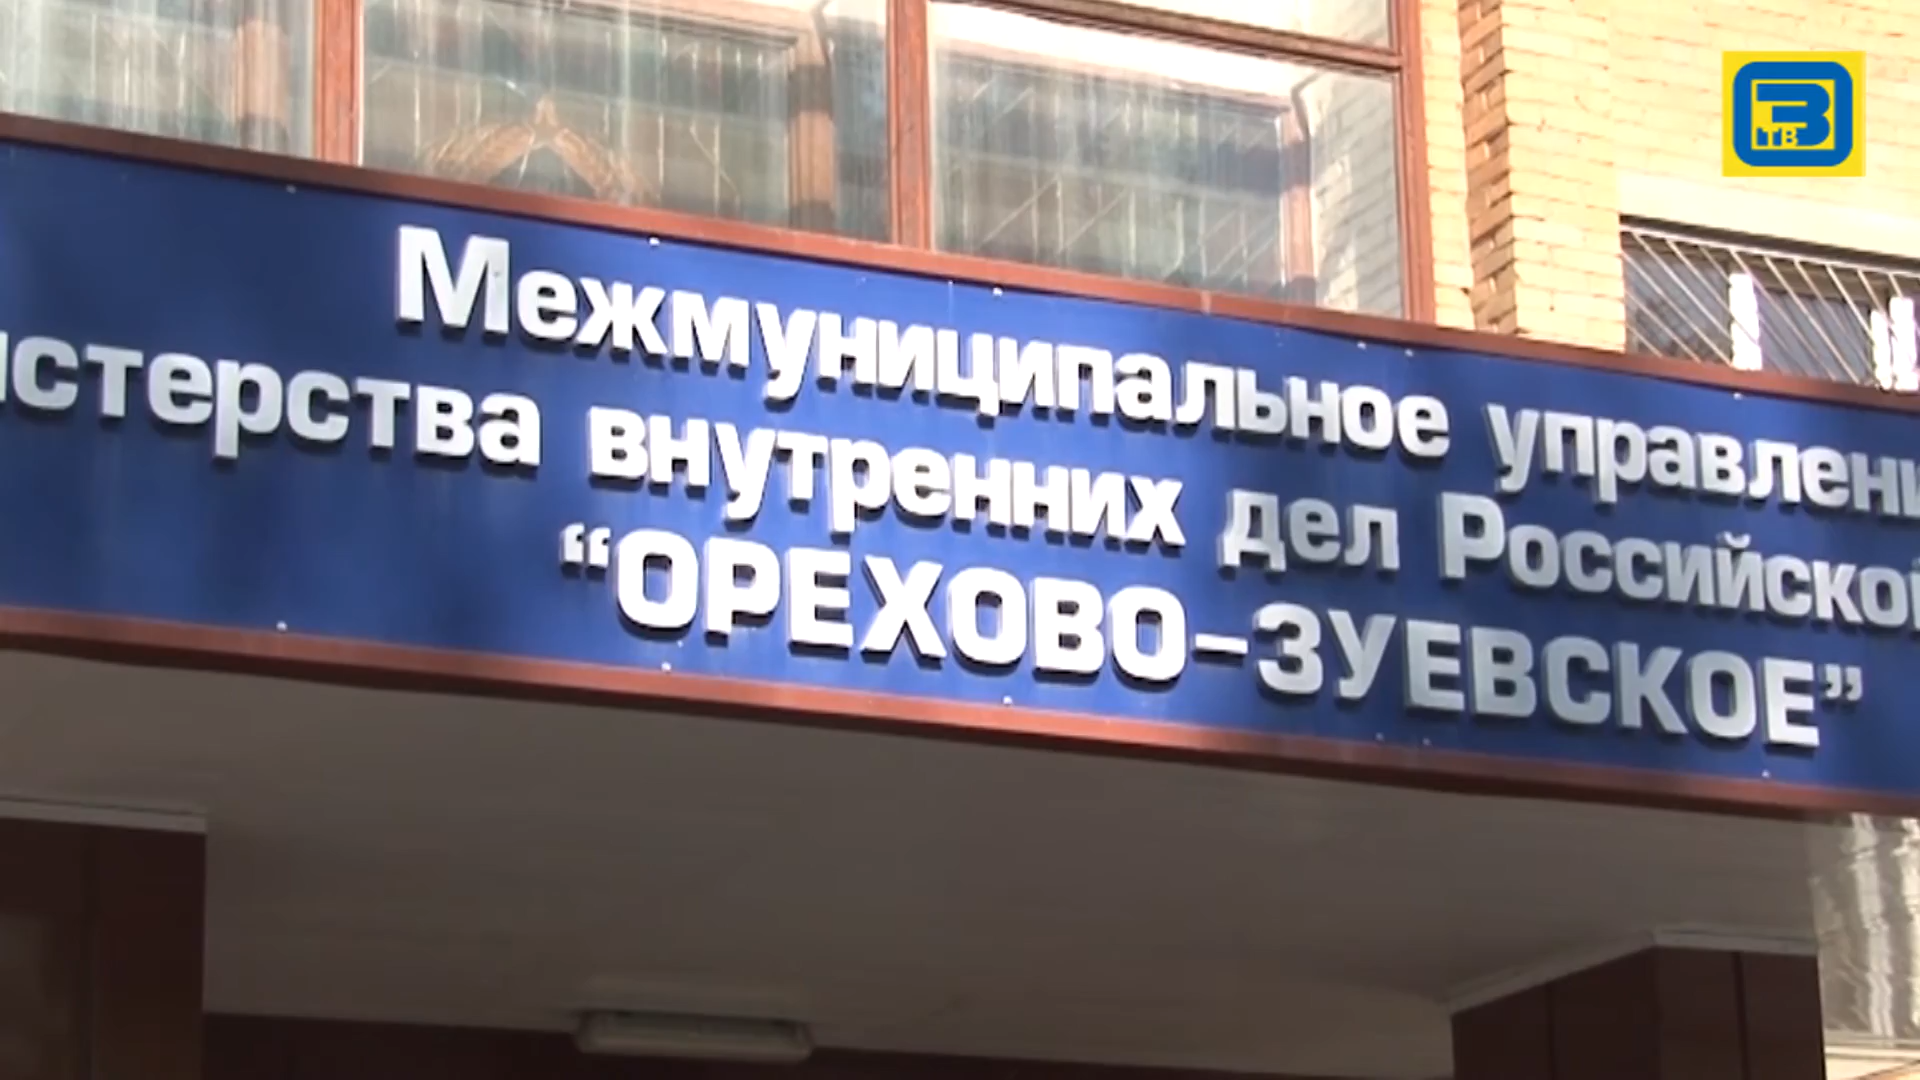 Межмуниципальное управлени
истерства внутренних дел Российской
“ОРЕХОВО-ЗУЕВСКОЕ”
ТВ